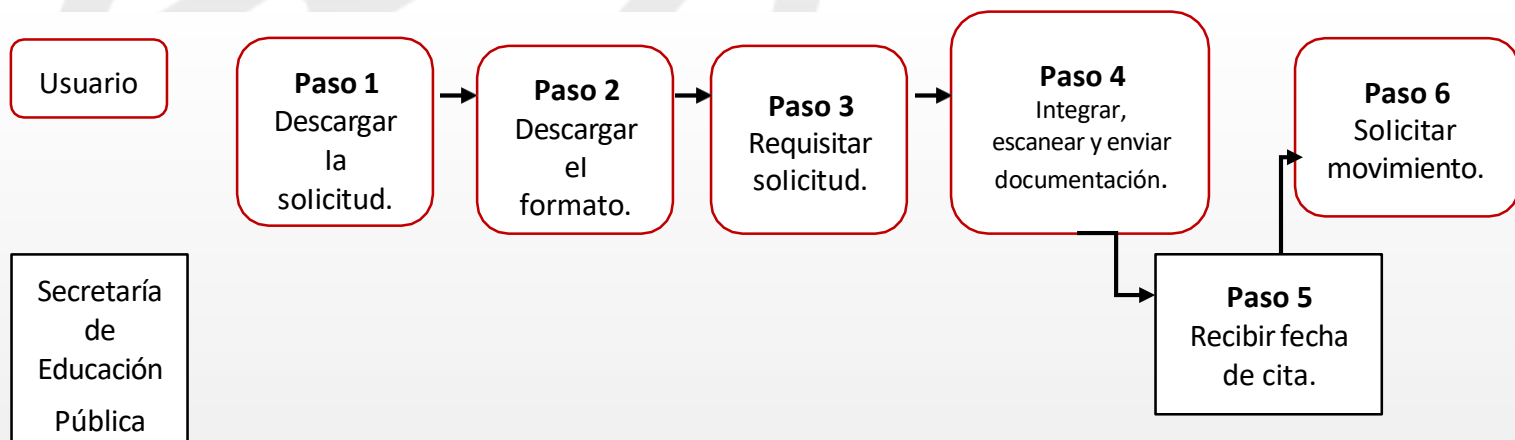 Usuario
Paso 1
Descargar
la
solicitud.
Paso 2
Descargar
el
formato.
Paso 3
Requisitar
solicitud.
Paso 4
Integrar,
escanear y enviar
documentación.
Paso 6
Solicitar
movimiento.
Secretaría
de
Educación
Pública
Paso 5
Recibir fecha
de cita.